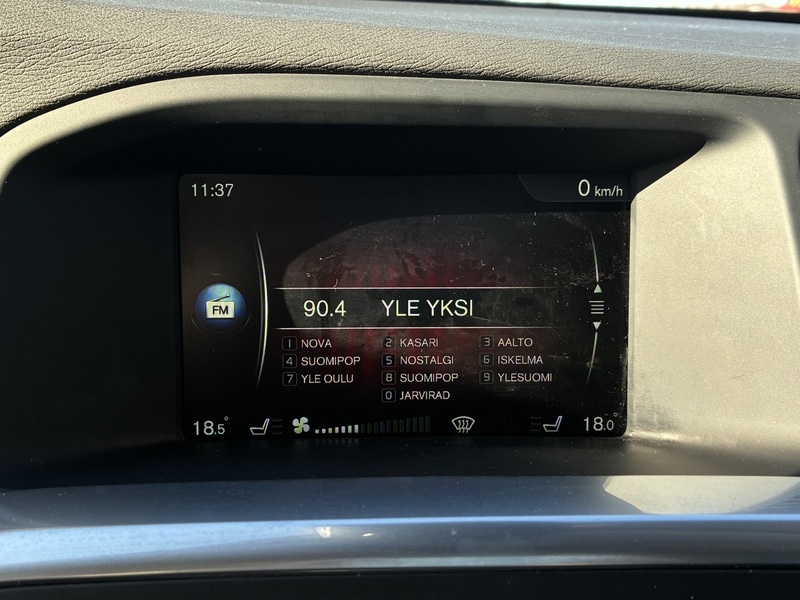 11:37 0 km/h
FM
90.4 YLE YKSI
1 NOVA 2 KASARI 3 AALTO
4 SUOMIPOP 5 NOSTALGI 6 ISKELMA
7 YLE OULU 8 SUOMIPOP 9 YLESUOMI
0 JARVIRAD
18.5° 18.0°